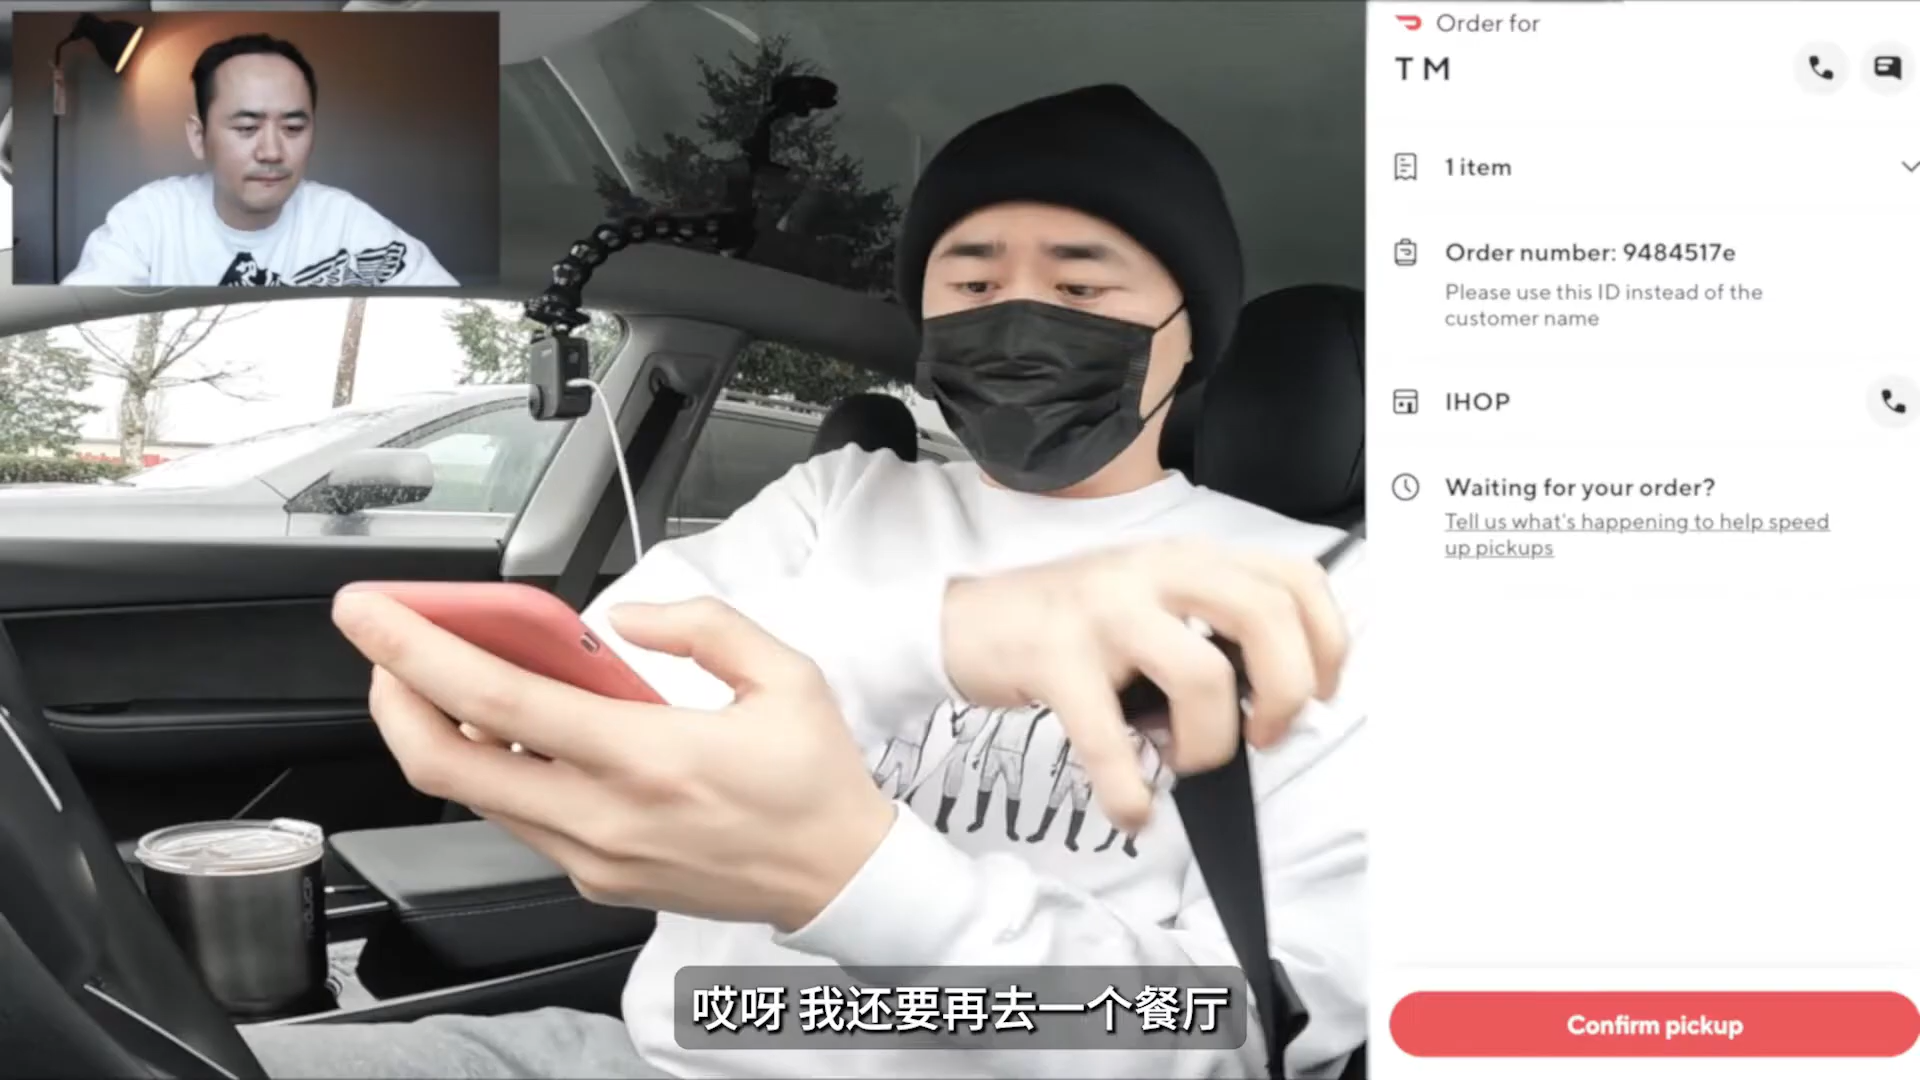 Order for
T M
1 item
Order number: 9484517e
Please use this ID instead of the
customer name
IHOP
Waiting for your order?
Tell us what's happening to help speed
up pickups
Confirm pickup
哎呀 我还要再去一个餐厅